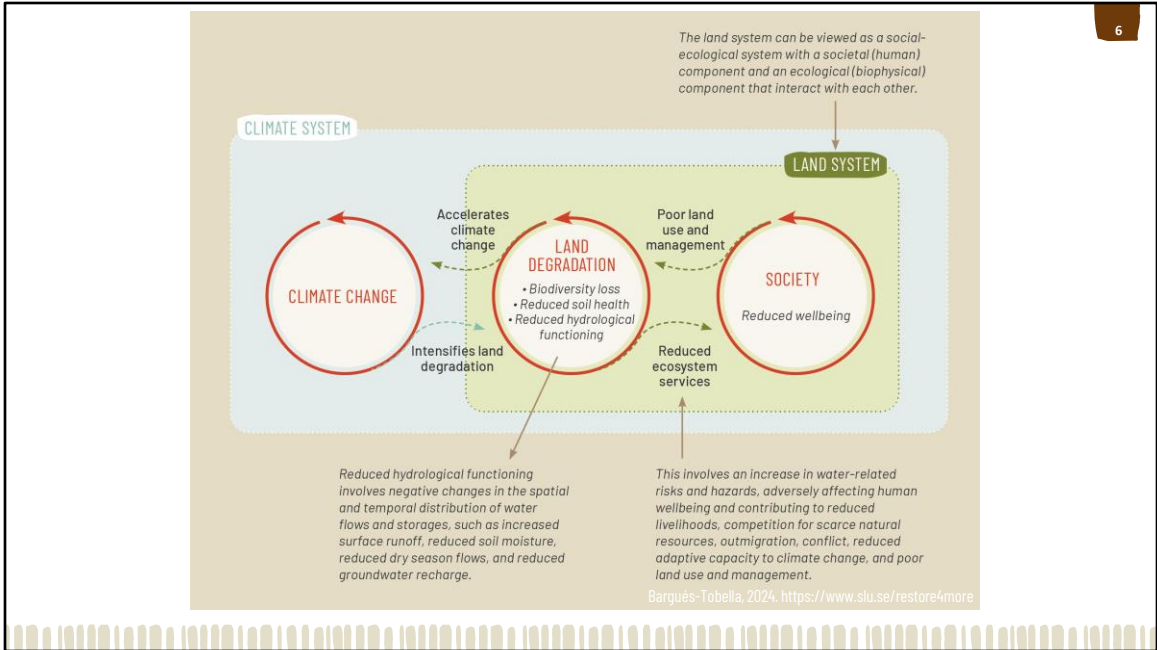 6
The land system can be viewed as a social-
ecological system with a societal (human)
component and an ecological (biophysical)
component that interact with each other.
CLIMATE SYSTEM
LAND SYSTEM
Accelerates
climate
change
Poor land
use and
management
CLIMATE CHANGE
LAND
DEGRADATION
• Biodiversity loss
• Reduced soil health
• Reduced hydrological
functioning
SOCIETY
Reduced wellbeing
Intensifies land
degradation
Reduced
ecosystem
services
Reduced hydrological functioning
involves negative changes in the spatial
and temporal distribution of water
flows and storages, such as increased
surface runoff, reduced soil moisture,
reduced dry season flows, and reduced
groundwater recharge.
This involves an increase in water-related
risks and hazards, adversely affecting human
wellbeing and contributing to reduced
livelihoods, competition for scarce natural
resources, outmigration, conflict, reduced
adaptive capacity to climate change, and poor
land use and management.
Bargués-Tobella, 2024. https://www.slu.se/restore4more